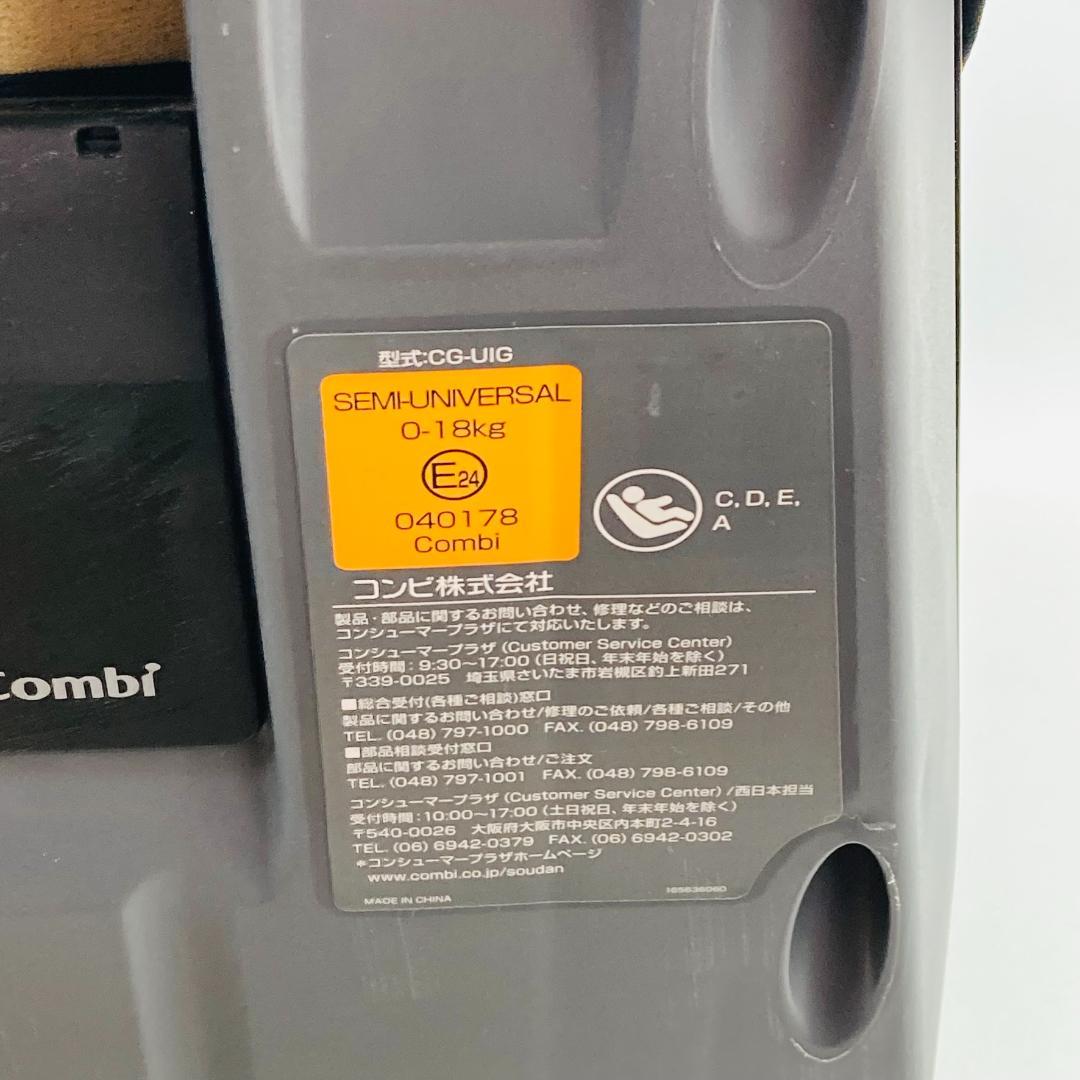 型式:CG-UIG
SEMI-UNIVERSAL
0-18kg
E24
040178
Combi
C, D, E,
A
コンビ株式会社
製品・部品に関するお問い合わせ、修理などのご相談は、
コンシューマープラザにて対応いたします。
コンシューマープラザ (Customer Service Center)
受付時間:9:30〜17:00 (日祝日、年末年始を除く)
〒339-0025 埼玉県さいたま市岩槻区釣上新田271
■総合受付(各種ご相談)窓口
製品に関するお問い合わせ/修理のご依頼/各種ご相談/その他
TEL. (048) 797-1000 FAX. (048) 798-6109
■部品相談受付窓口
部品に関するお問い合わせ/ご注文
TEL. (048) 797-1001 FAX. (048) 798-6109
コンシューマープラザ (Customer Service Center) /西日本担当
受付時間:10:00〜17:00 (土日祝日、年末年始を除く)
〒540-0026 大阪府大阪市中央区内本町2-4-16
TEL. (06) 6942-0379 FAX. (06) 6942-0302
*コンシューマープラザホームページ
www.combi.co.jp/soudan
MADE IN CHINA
165636060
Combi